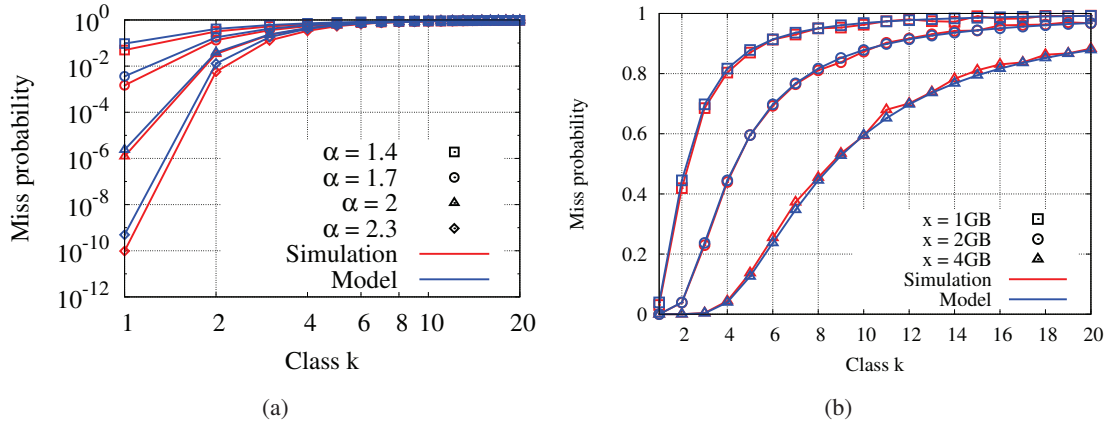 Miss probability
10^0
10^-2
10^-4
10^-6
10^-8
10^-10
10^-12
α = 1.4
α = 1.7
α = 2
α = 2.3
Simulation
Model
1 2 4 6 8 10 20
Class k
(a)
Miss probability
1
0.8
0.6
0.4
0.2
0
x = 1GB
x = 2GB
x = 4GB
Simulation
Model
2 4 6 8 10 12 14 16 18 20
Class k
(b)